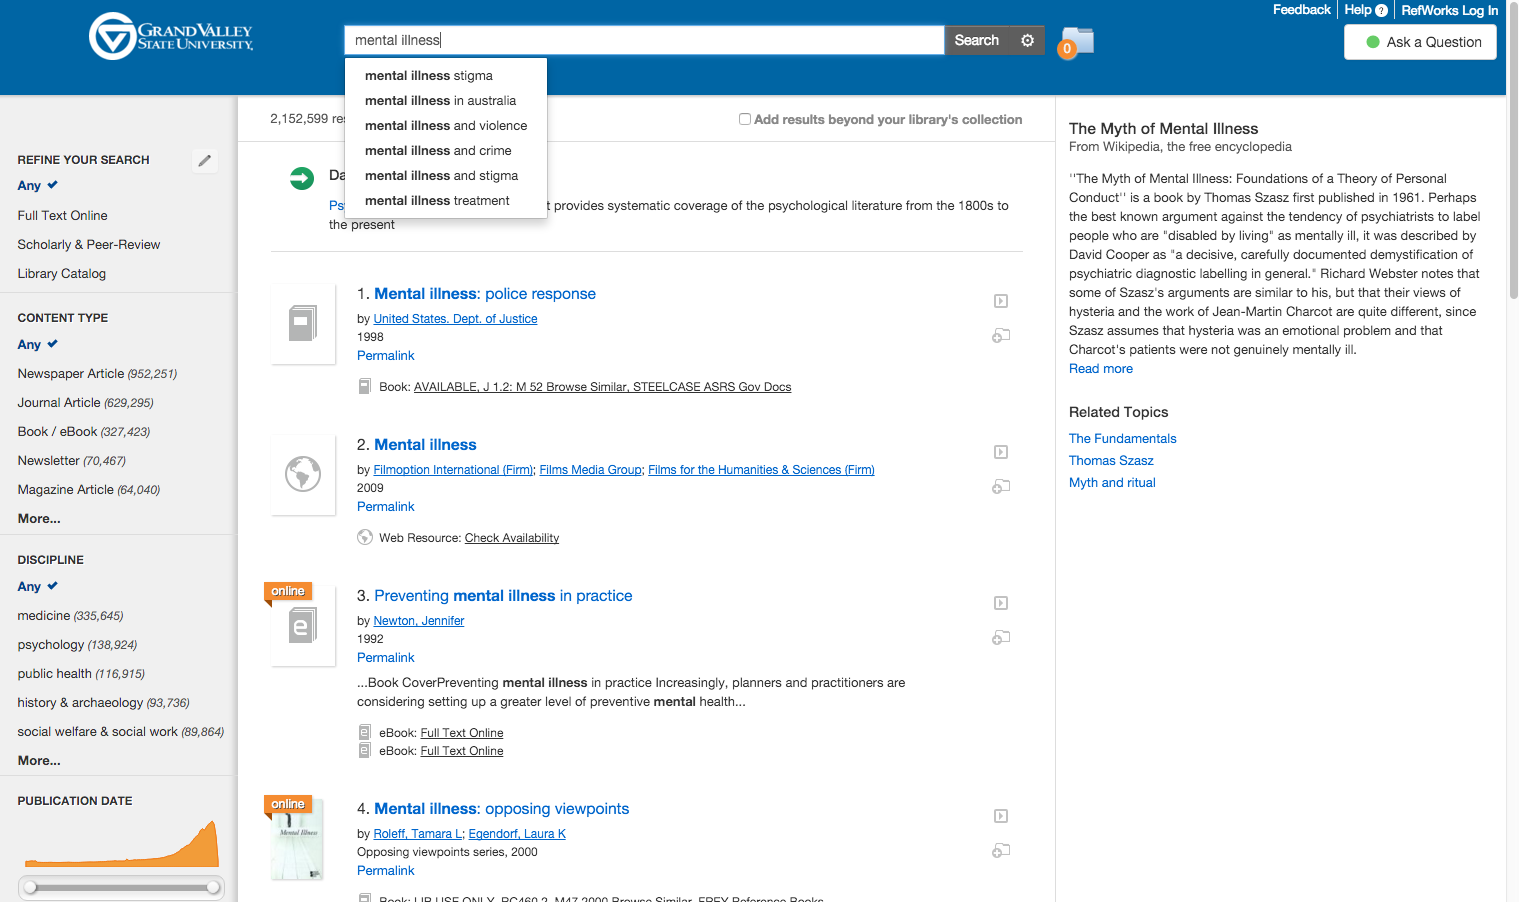 Feedback
Help ?
RefWorks Log In
GRAND VALLEY
STATE UNIVERSITY.
mental illness
Search
0
Ask a Question
mental illness stigma
mental illness in australia
mental illness and violence
mental illness and crime
mental illness and stigma
mental illness treatment
REFINE YOUR SEARCH
Any
Full Text Online
Scholarly & Peer-Review
Library Catalog
CONTENT TYPE
Any
Newspaper Article (952,251)
Journal Article (629,295)
Book / eBook (327,423)
Newsletter (70,467)
Magazine Article (64,040)
More...
DISCIPLINE
Any
medicine (335,645)
psychology (138,924)
public health (116,915)
history & archaeology (93,736)
social welfare & social work (89,864)
More...
PUBLICATION DATE
2,152,599
Add results beyond your library's collection
provides systematic coverage of the psychological literature from the 1800s to
the present
1. Mental illness: police response
by United States. Dept. of Justice
1998
Permalink
Book: AVAILABLE, J 1.2: M 52 Browse Similar, STEELCASE ASRS Gov Docs
2. Mental illness
by Filmoption International (Firm); Films Media Group; Films for the Humanities & Sciences (Firm)
2009
Permalink
Web Resource: Check Availability
online
3. Preventing mental illness in practice
by Newton, Jennifer
1992
Permalink
...Book CoverPreventing mental illness in practice Increasingly, planners and practitioners are
considering setting up a greater level of preventive mental health...
eBook: Full Text Online
eBook: Full Text Online
online
Mental Illness
4. Mental illness: opposing viewpoints
by Roleff, Tamara L; Egendorf, Laura K
Opposing viewpoints series, 2000
Permalink
Book: LIB USE ONLY, RC460.2 .M47 2000 Browse Similar, FREY Reference Books
The Myth of Mental Illness
From Wikipedia, the free encyclopedia
''The Myth of Mental Illness: Foundations of a Theory of Personal
Conduct'' is a book by Thomas Szasz first published in 1961. Perhaps
the best known argument against the tendency of psychiatrists to label
people who are "disabled by living" as mentally ill, it was described by
David Cooper as "a decisive, carefully documented demystification of
psychiatric diagnostic labelling in general." Richard Webster notes that
some of Szasz's arguments are similar to his, but that their views of
hysteria and the work of Jean-Martin Charcot are quite different, since
Szasz assumes that hysteria was an emotional problem and that
Charcot's patients were not genuinely mentally ill.
Read more
Related Topics
The Fundamentals
Thomas Szasz
Myth and ritual